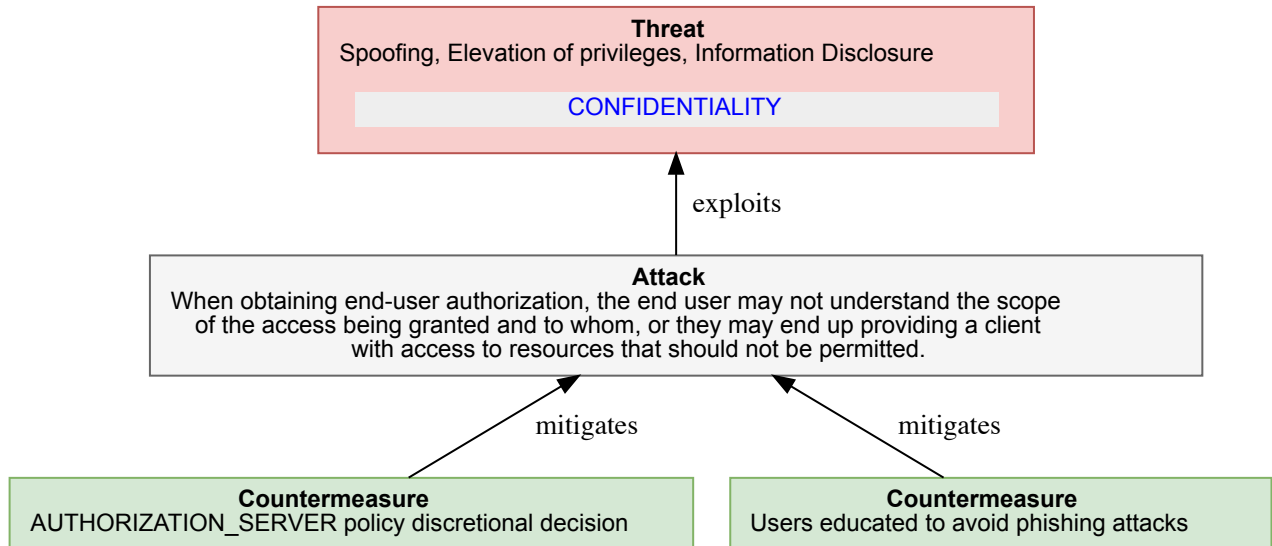 Threat
Spoofing, Elevation of privileges, Information Disclosure
CONFIDENTIALITY
exploits
Attack
When obtaining end-user authorization, the end user may not understand the scope
of the access being granted and to whom, or they may end up providing a client
with access to resources that should not be permitted.
mitigates
mitigates
Countermeasure
AUTHORIZATION_SERVER policy discretional decision
Countermeasure
Users educated to avoid phishing attacks